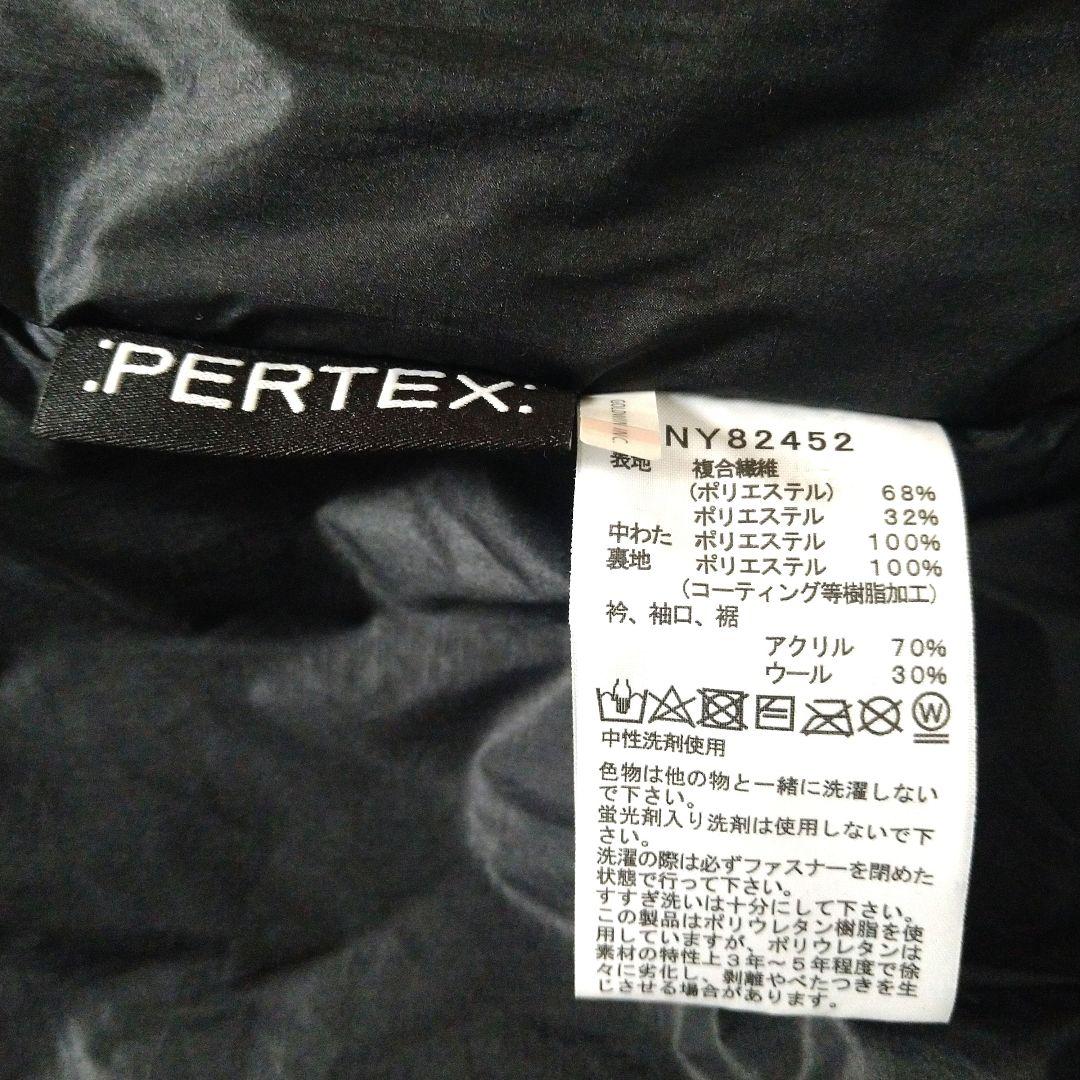 :PERTEX:
GOLDWIN INC
NY82452
表地 複合繊維
(ポリエステル) 68%
ポリエステル 32%
中わた ポリエステル 100%
裏地 ポリエステル 100%
(コーティング等樹脂加工)
衿、袖口、裾
アクリル 70%
ウール 30%
W
中性洗剤使用
色物は他の物と一緒に洗濯しない
で下さい。
蛍光剤入り洗剤は使用しないで下
さい。
洗濯の際は必ずファスナーを閉めた
状態で行って下さい。
すすぎ洗いは十分にして下さい。
この製品はポリウレタン樹脂を使
用していますが、ポリウレタンは
素材の特性上3年～5年程度で徐
々に劣化し、剥離やべたつきを生
じさせる場合があります。